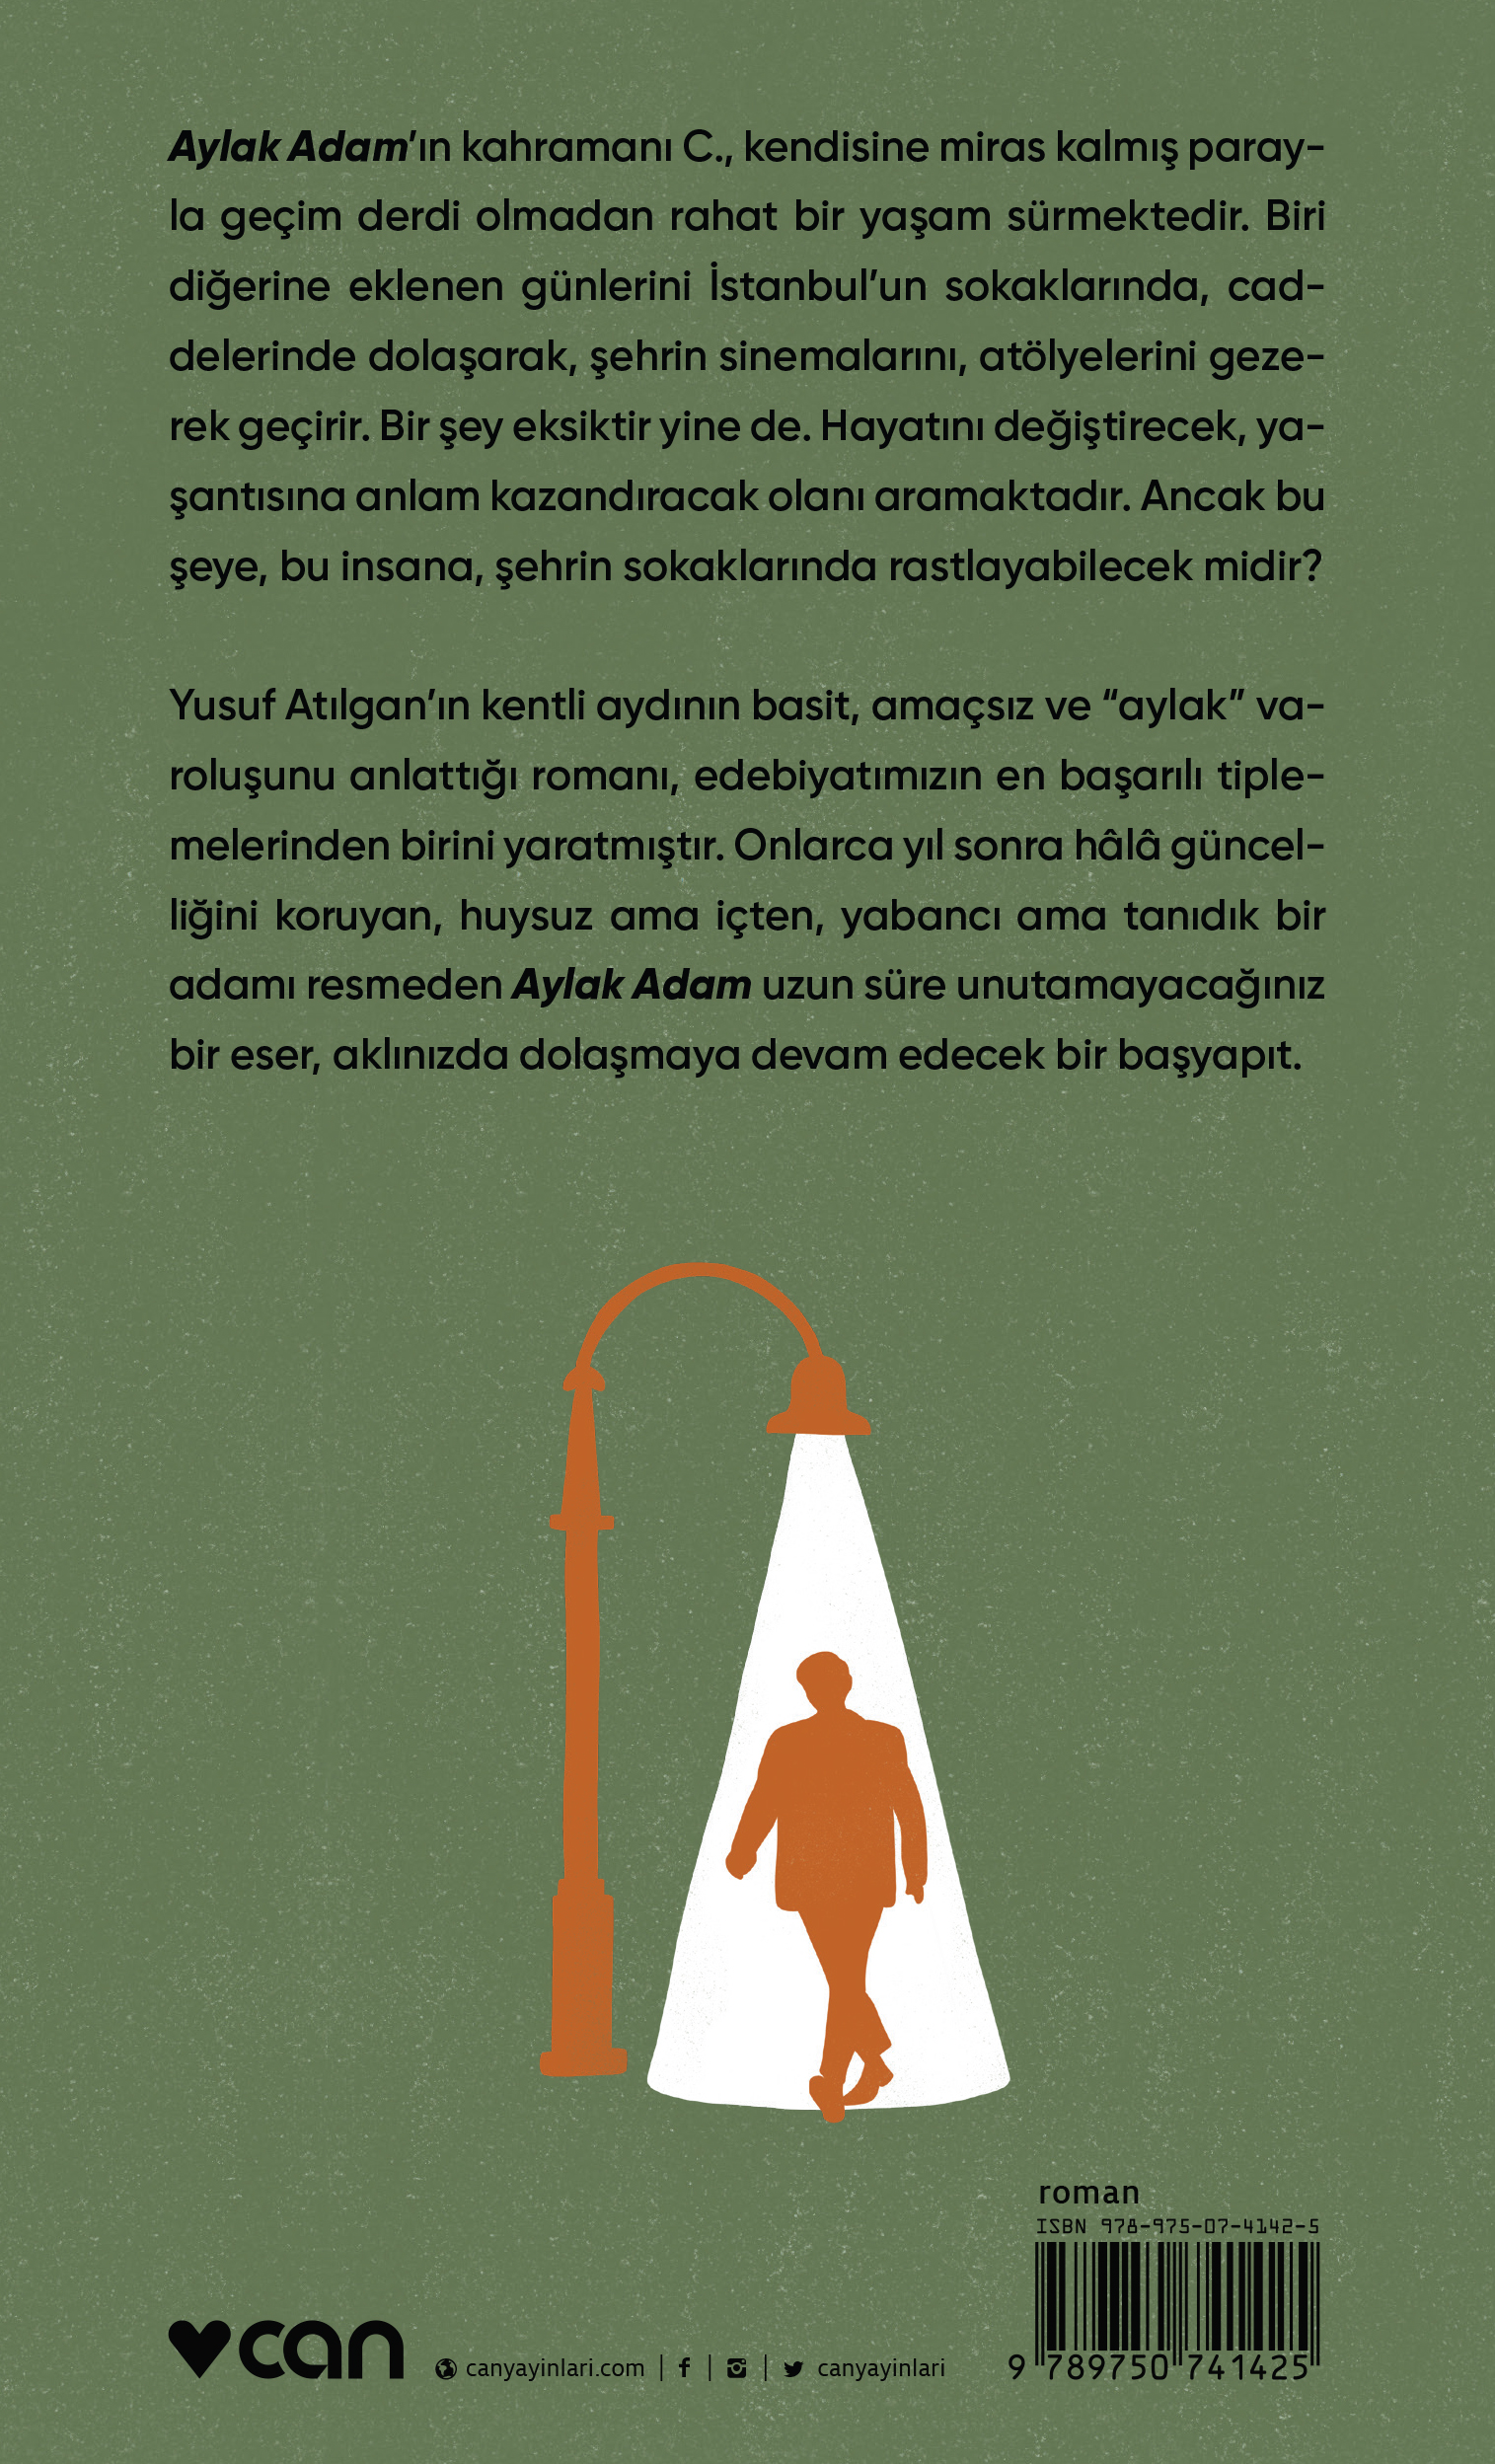 Aylak Adam’ın kahramanı C., kendisine miras kalmış paray-
la geçim derdi olmadan rahat bir yaşam sürmektedir. Biri
diğerine eklenen günlerini İstanbul’un sokaklarında, cad-
delerinde dolaşarak, şehrin sinemalarını, atölyelerini geze-
rek geçirir. Bir şey eksiktir yine de. Hayatını değiştirecek, ya-
şantısına anlam kazandıracak olanı aramaktadır. Ancak bu
şeye, bu insana, şehrin sokaklarında rastlayabilecek midir?
Yusuf Atılgan’ın kentli aydının basit, amaçsız ve “aylak” va-
roluşunu anlattığı romanı, edebiyatımızın en başarılı tiple-
melerinden birini yaratmıştır. Onlarca yıl sonra hâlâ güncel-
liğini koruyan, huysuz ama içten, yabancı ama tanıdık bir
adamı resmeden Aylak Adam uzun süre unutamayacağınız
bir eser, aklınızda dolaşmaya devam edecek bir başyapıt.
roman
ISBN 978-975-07-4142-5
9 789750 741425
can
canyayinlari.com | f | | canyayinlari